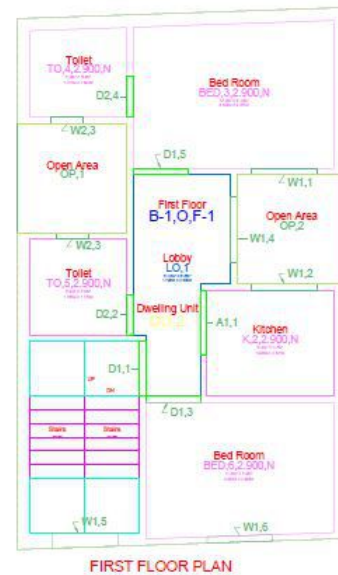 Toilet
TO,4,2.900,N
D2,4
Bed Room
BED,3,2.900,N
W2,3
D1,5
Open Area
OP,1
W1,1
First Floor
B-1,O,F-1
Open Area
OP,2
W1,4
W2,3
Lobby
LO,1
Toilet
TO,5,2.900,N
W1,2
D2,2
Dwelling Unit
A1,1
Kitchen
K,2,2.900,N
D1,1
UP
DN
D1,3
Stairs
Stairs
Bed Room
BED,6,2.900,N
W1,5
W1,6
FIRST FLOOR PLAN